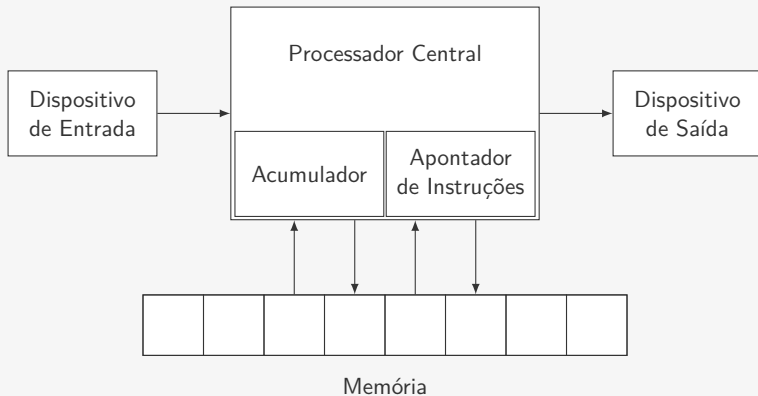 Processador Central
Dispositivo
de Entrada
Dispositivo
de Saída
Acumulador
Apontador
de Instruções
Memória